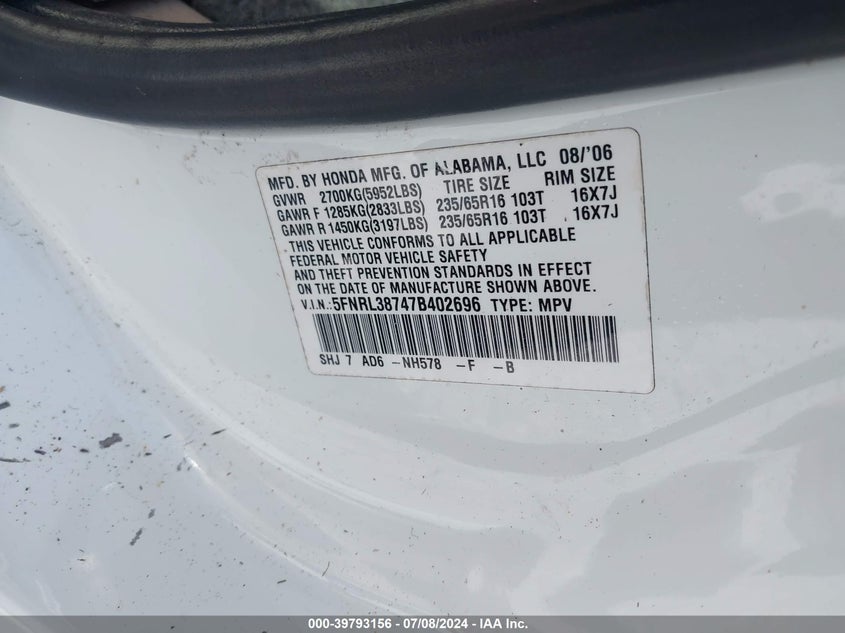 MFD. BY HONDA MFG. OF ALABAMA, LLC 08/'06
GVWR 2700KG(5952LBS) TIRE SIZE RIM SIZE
GAWR F 1285KG(2833LBS) 235/65R16 103T 16X7J
GAWR R 1450KG(3197LBS) 235/65R16 103T 16X7J
THIS VEHICLE CONFORMS TO ALL APPLICABLE
FEDERAL MOTOR VEHICLE SAFETY
AND THEFT PREVENTION STANDARDS IN EFFECT
ON THE DATE OF MANUFACTURE SHOWN ABOVE.
V.I.N.:5FNRL38747B402696 TYPE: MPV
SHJ 7 AD6 -NH578 -F -B
000-39793156 - 07/08/2024 - IAA Inc.